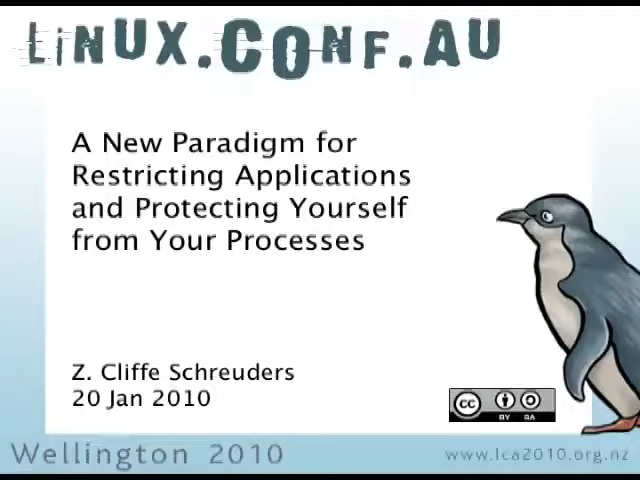 LiNUX.CONF.AU
A New Paradigm for
Restricting Applications
and Protecting Yourself
from Your Processes
Z. Cliffe Schreuders
20 Jan 2010
cc
BY SA
Wellington 2010
www.lca2010.org.nz